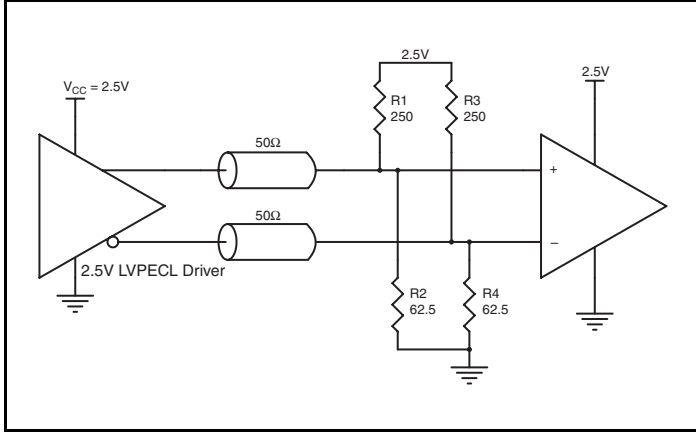 2.5V
V_CC = 2.5V
R1
250
R3
250
2.5V
50Ω
+
50Ω
−
2.5V LVPECL Driver
R2
62.5
R4
62.5